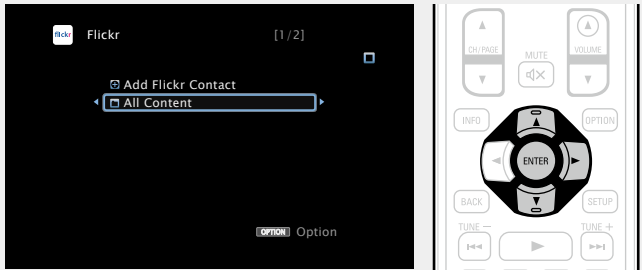 flickr Flickr [1/2]
Add Flickr Contact
All Content
OPTION Option
CH/PAGE MUTE VOLUME
INFO OPTION
ENTER
BACK SETUP
TUNE – TUNE +